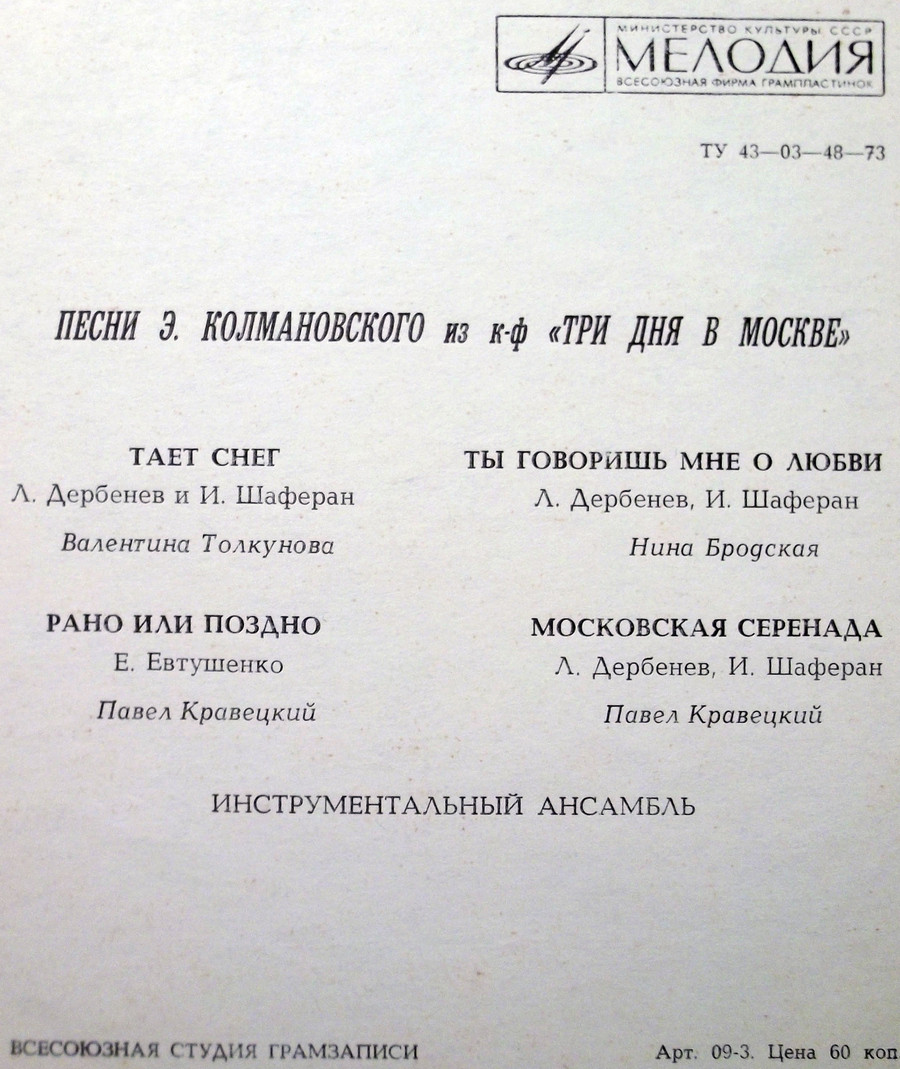 МИНИСТЕРСТВО КУЛЬТУРЫ СССР
МЕЛОДИЯ
ВСЕСОЮЗНАЯ ФИРМА ГРАМПЛАСТИНОК
ТУ 43—03—48—73
ПЕСНИ Э. КОЛМАНОВСКОГО из к-ф «ТРИ ДНЯ В МОСКВЕ»
ТАЕТ СНЕГ
Л. Дербенев и И. Шаферан
Валентина Толкунова
РАНО ИЛИ ПОЗДНО
Е. Евтушенко
Павел Кравецкий
ТЫ ГОВОРИШЬ МНЕ О ЛЮБВИ
Л. Дербенев, И. Шаферан
Нина Бродская
МОСКОВСКАЯ СЕРЕНАДА
Л. Дербенев, И. Шаферан
Павел Кравецкий
ИНСТРУМЕНТАЛЬНЫЙ АНСАМБЛЬ
ВСЕСОЮЗНАЯ СТУДИЯ ГРАМЗАПИСИ
Арт. 09-3. Цена 60 коп